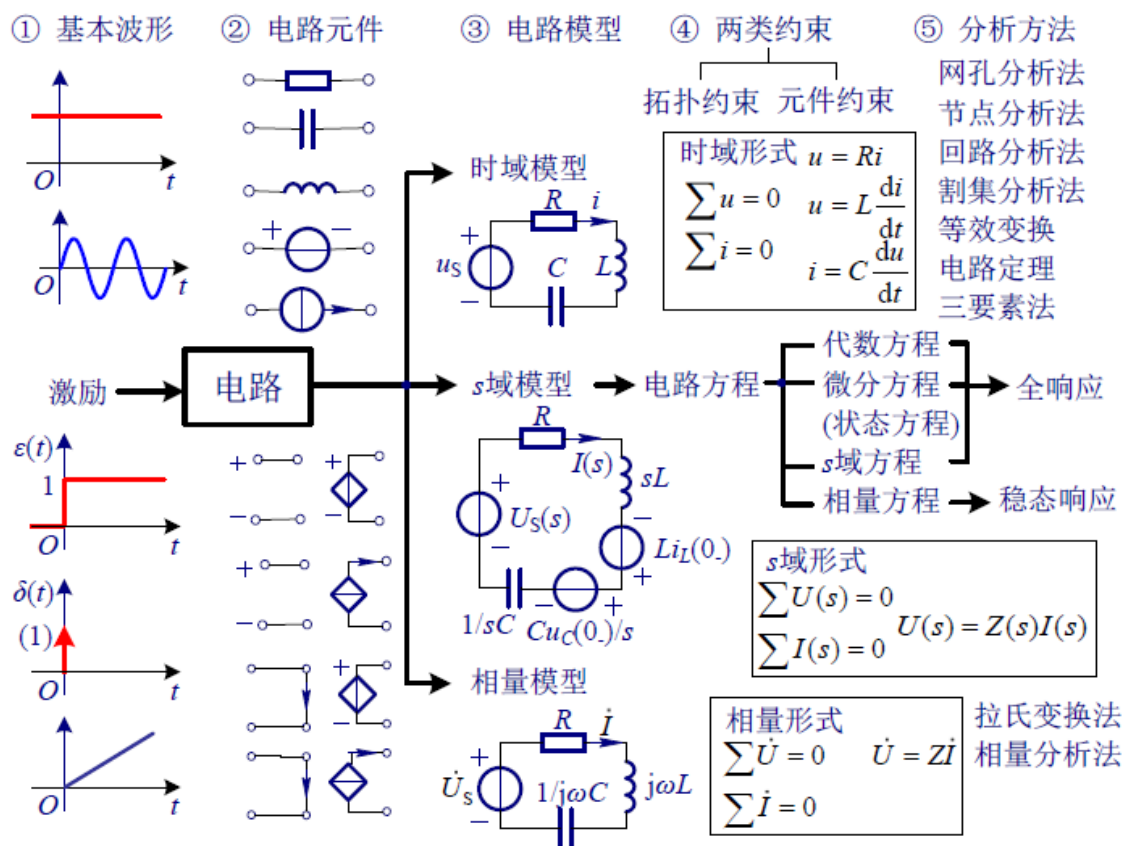 ① 基本波形
② 电路元件
③ 电路模型
④ 两类约束
⑤ 分析方法
拓扑约束 元件约束
网孔分析法
节点分析法
回路分析法
割集分析法
等效变换
电路定理
三要素法
O t
O t
+ −
时域模型
R i
+ uS −
C L
时域形式 u = Ri
∑u = 0 u = L di/dt
∑i = 0 i = C du/dt
激励
电路
s域模型
电路方程
代数方程
微分方程
(状态方程)
s域方程
相量方程
全响应
稳态响应
ε(t)
1
O t
δ(t)
(1)
O t
O t
+ +
− −
+
−
+
−
R
I(s) sL
+ US(s) −
− LiL(0-) +
1/sC − CuC(0-)/s +
s域形式
∑U(s) = 0
∑I(s) = 0
U(s) = Z(s)I(s)
相量模型
R İ
+ U̇S −
1/jωC jωL
相量形式
∑U̇ = 0 U̇ = Zİ
∑İ = 0
拉氏变换法
相量分析法